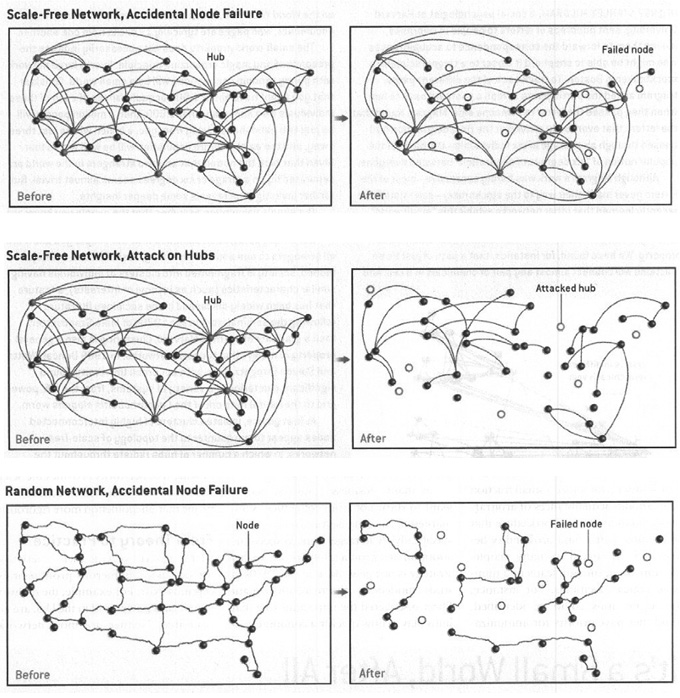 Scale-Free Network, Accidental Node Failure
Hub
Failed node
Before
After
Scale-Free Network, Attack on Hubs
Hub
Attacked hub
Before
After
Random Network, Accidental Node Failure
Node
Failed node
Before
After